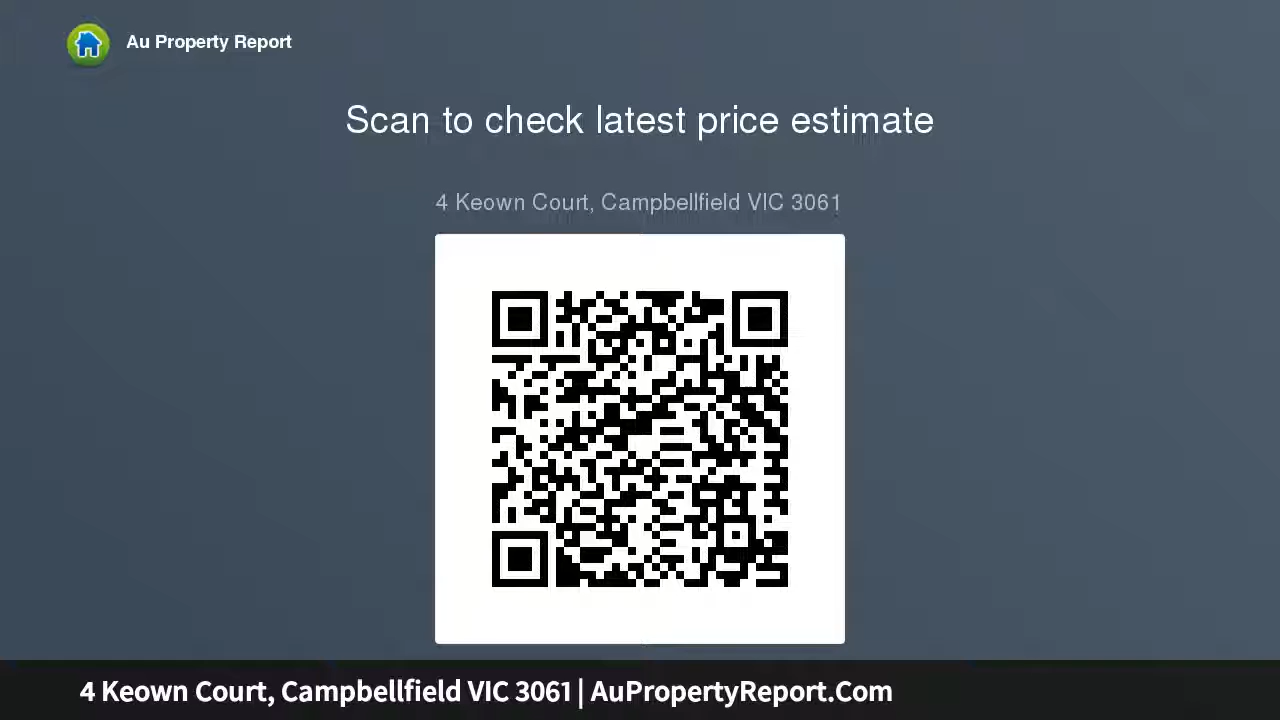 Au Property Report
Scan to check latest price estimate
4 Keown Court, Campbellfield VIC 3061
4 Keown Court, Campbellfield VIC 3061 | AuPropertyReport.Com